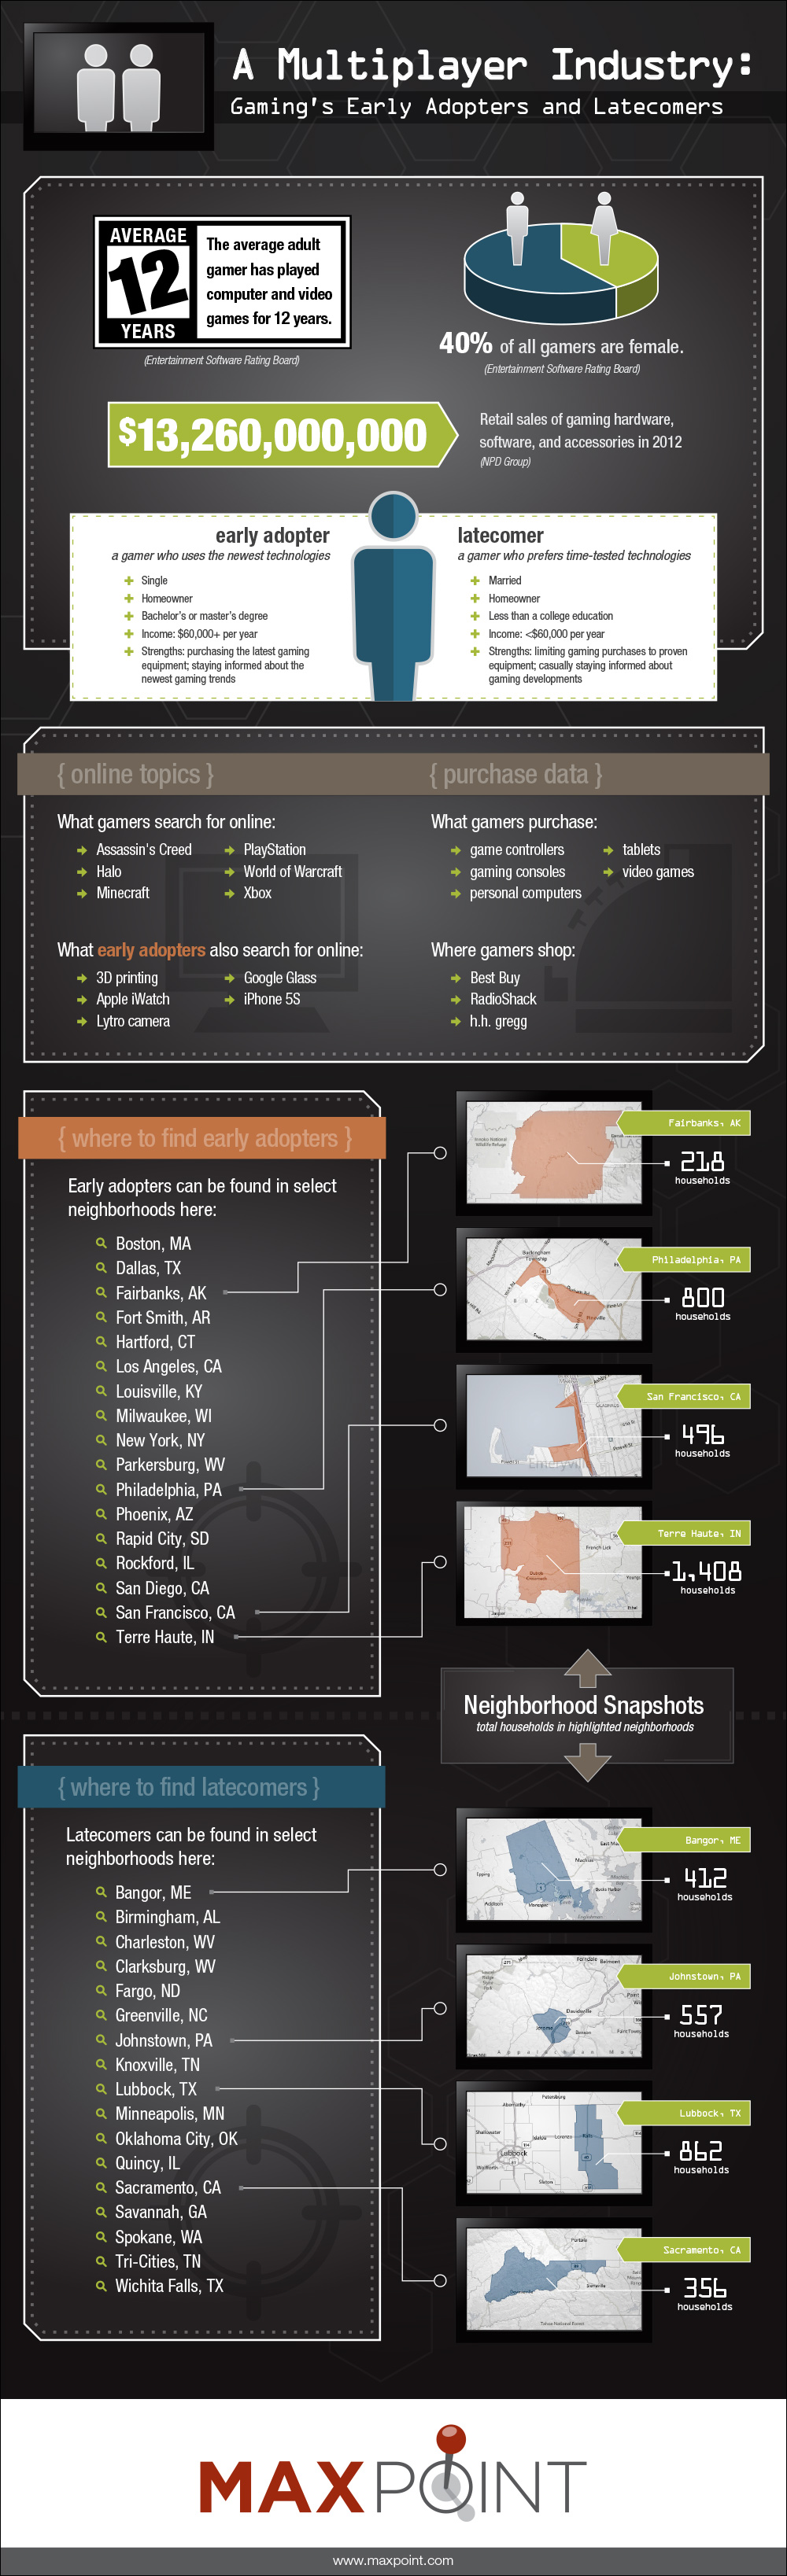 A Multiplayer Industry:
Gaming's Early Adopters and Latecomers
AVERAGE
12
YEARS
The average adult
gamer has played
computer and video
games for 12 years.
(Entertainment Software Rating Board)
40% of all gamers are female.
(Entertainment Software Rating Board)
$13,260,000,000
Retail sales of gaming hardware,
software, and accessories in 2012
(NPD Group)
early adopter
a gamer who uses the newest technologies
Single
Homeowner
Bachelor's or master's degree
Income: $60,000+ per year
Strengths: purchasing the latest gaming
equipment; staying informed about the
newest gaming trends
latecomer
a gamer who prefers time-tested technologies
Married
Homeowner
Less than a college education
Income: <$60,000 per year
Strengths: limiting gaming purchases to proven
equipment; casually staying informed about
gaming developments
{ online topics }
What gamers search for online:
Assassin's Creed
Halo
Minecraft
PlayStation
World of Warcraft
Xbox
What early adopters also search for online:
3D printing
Apple iWatch
Lytro camera
Google Glass
iPhone 5S
{ purchase data }
What gamers purchase:
game controllers
gaming consoles
personal computers
tablets
video games
Where gamers shop:
Best Buy
RadioShack
h.h. gregg
{ where to find early adopters }
Early adopters can be found in select
neighborhoods here:
Boston, MA
Dallas, TX
Fairbanks, AK
Fort Smith, AR
Hartford, CT
Los Angeles, CA
Louisville, KY
Milwaukee, WI
New York, NY
Parkersburg, WV
Philadelphia, PA
Phoenix, AZ
Rapid City, SD
Rockford, IL
San Diego, CA
San Francisco, CA
Terre Haute, IN
Fairbanks, AK
218
households
Philadelphia, PA
800
households
San Francisco, CA
496
households
Terre Haute, IN
1,408
households
Neighborhood Snapshots
total households in highlighted neighborhoods
{ where to find latecomers }
Latecomers can be found in select
neighborhoods here:
Bangor, ME
Birmingham, AL
Charleston, WV
Clarksburg, WV
Fargo, ND
Greenville, NC
Johnstown, PA
Knoxville, TN
Lubbock, TX
Minneapolis, MN
Oklahoma City, OK
Quincy, IL
Sacramento, CA
Savannah, GA
Spokane, WA
Tri-Cities, TN
Wichita Falls, TX
Bangor, ME
412
households
Johnstown, PA
557
households
Lubbock, TX
862
households
Lubbock
Sacramento, CA
356
households
MAXPOINT
www.maxpoint.com